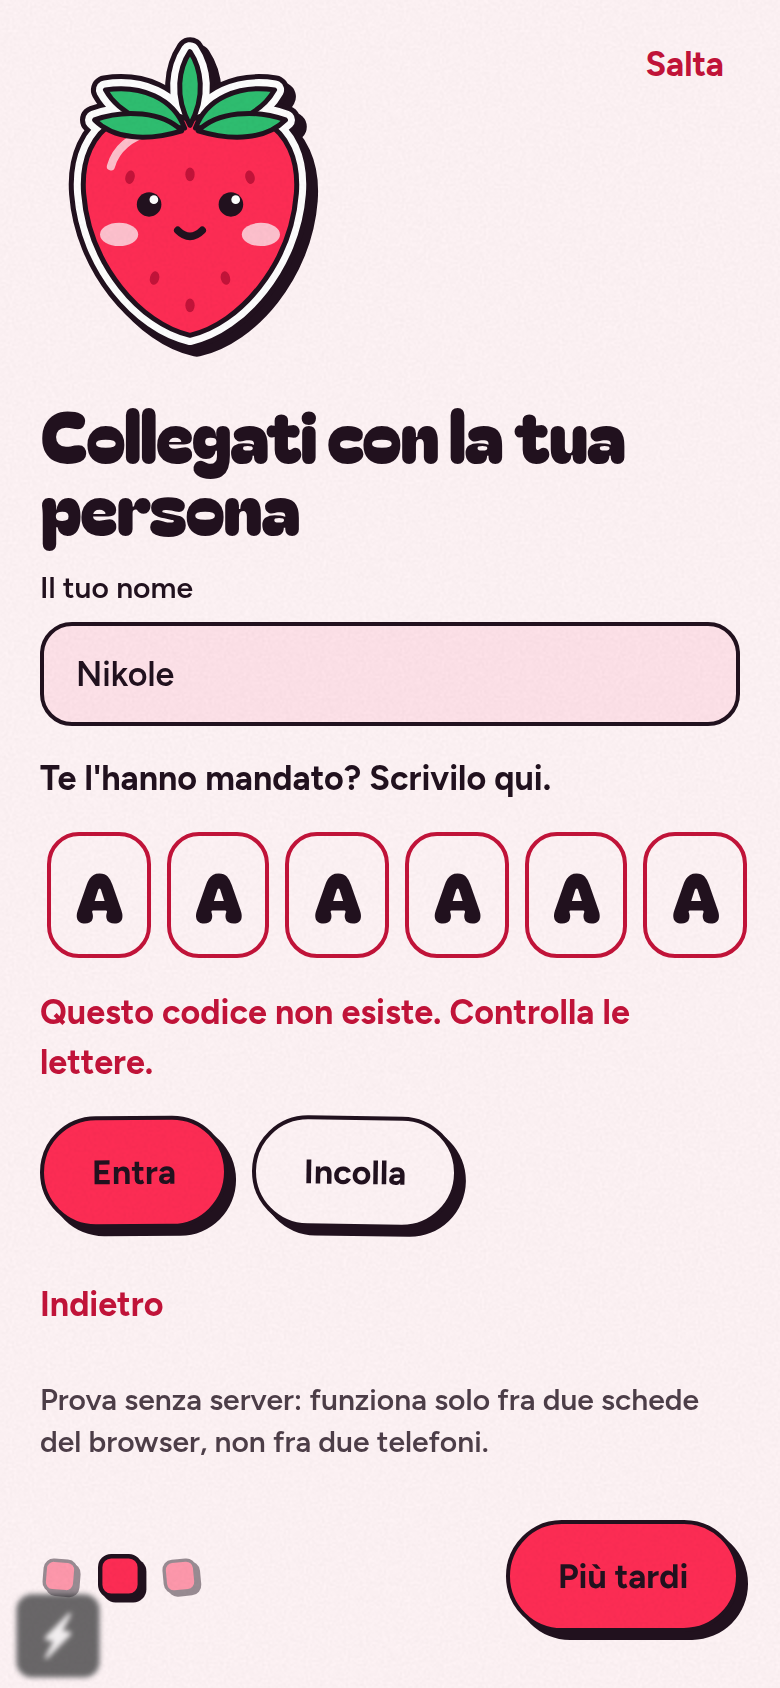 Salta
Collegati con la tua
persona
Il tuo nome
Nikole
Te l'hanno mandato? Scrivilo qui.
A A A A A A
Questo codice non esiste. Controlla le
lettere.
Entra Incolla
Indietro
Prova senza server: funziona solo fra due schede
del browser, non fra due telefoni.
Più tardi